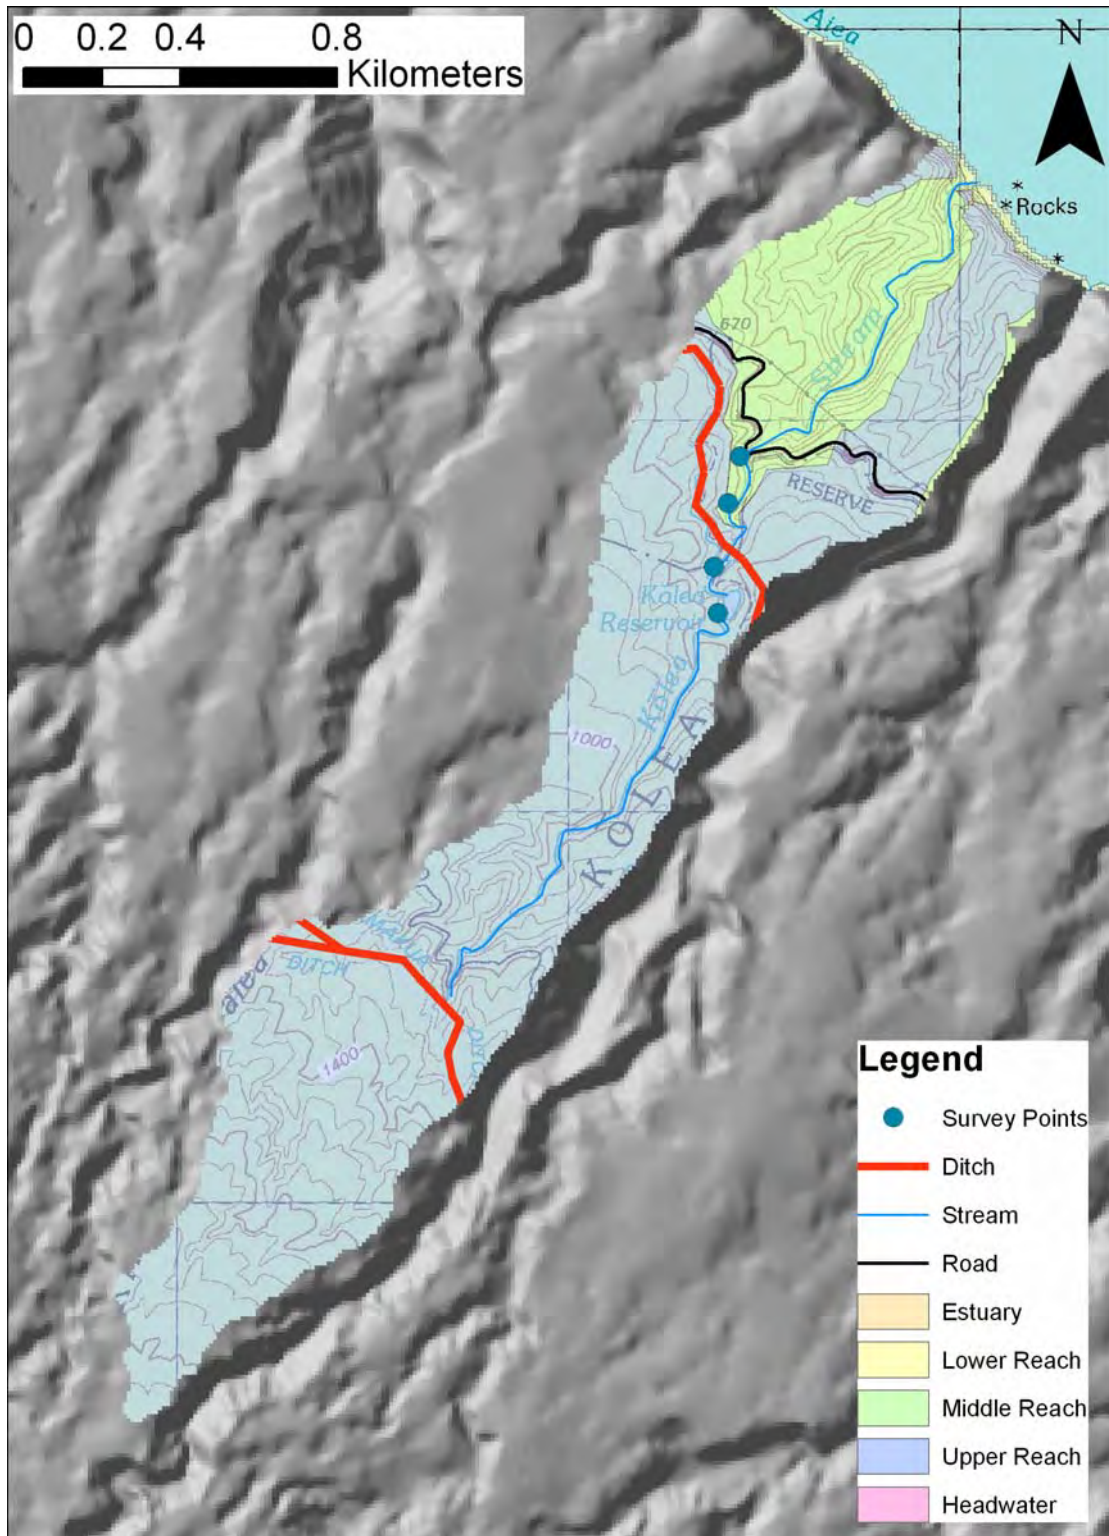 0 0.2 0.4 0.8
Kilometers
Aiea
N
Rocks
670
Stream
RESERVE
Kolea
Reservoir
Kolea
1000
KOLEA
DITCH
1400
Legend
Survey Points
Ditch
Stream
Road
Estuary
Lower Reach
Middle Reach
Upper Reach
Headwater